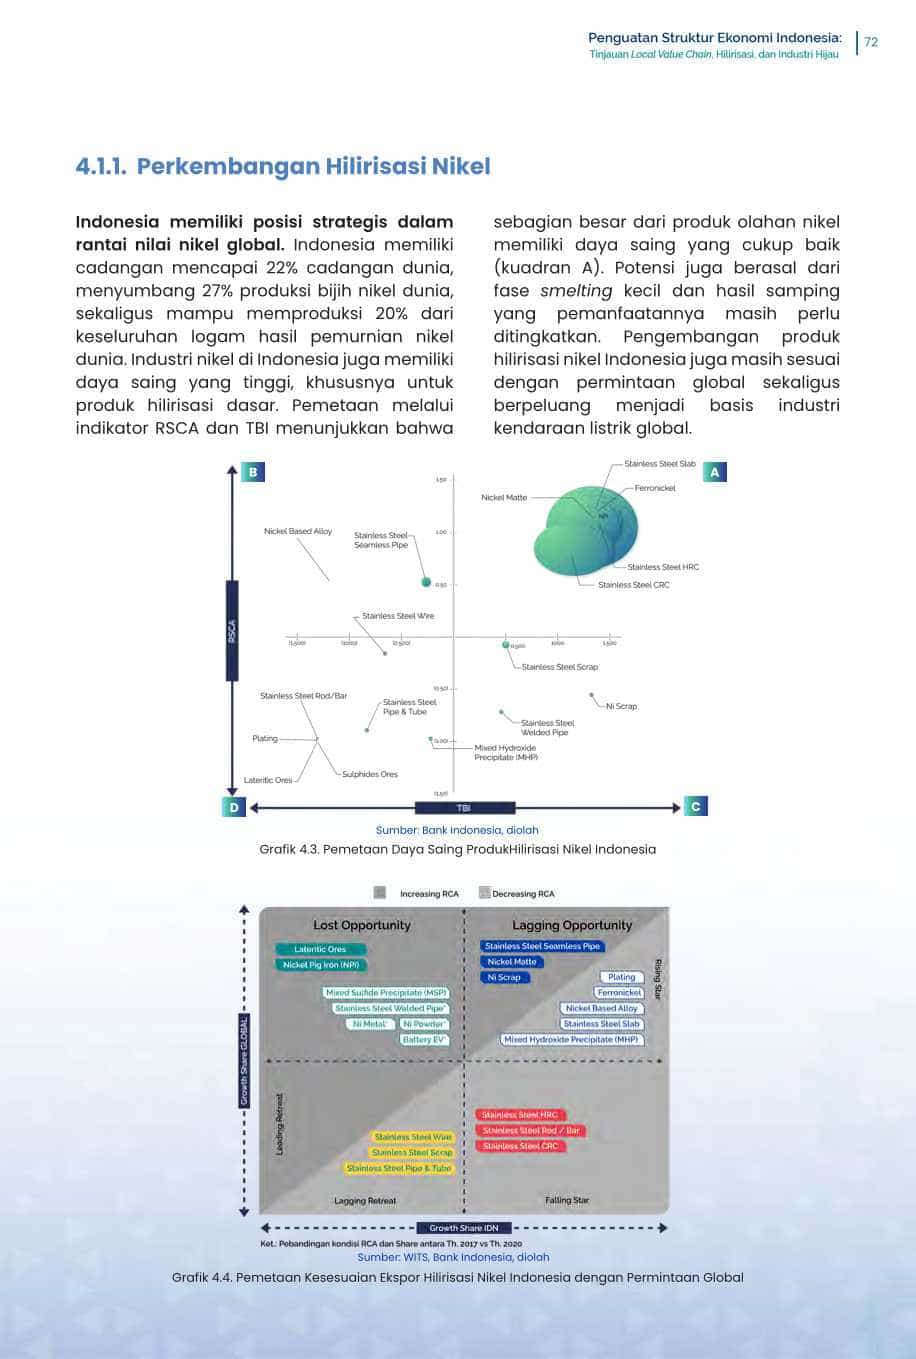 Penguatan Struktur Ekonomi Indonesia:
Tinjauan Local Value Chain, Hilirisasi, dan Industri Hijau
72
4.1.1. Perkembangan Hilirisasi Nikel
Indonesia memiliki posisi strategis dalam
rantai nilai nikel global. Indonesia memiliki
cadangan mencapai 22% cadangan dunia,
menyumbang 27% produksi bijih nikel dunia,
sekaligus mampu memproduksi 20% dari
keseluruhan logam hasil pemurnian nikel
dunia. Industri nikel di Indonesia juga memiliki
daya saing yang tinggi, khususnya untuk
produk hilirisasi dasar. Pemetaan melalui
indikator RSCA dan TBI menunjukkan bahwa
sebagian besar dari produk olahan nikel
memiliki daya saing yang cukup baik
(kuadran A). Potensi juga berasal dari
fase smelting kecil dan hasil samping
yang pemanfaatannya masih perlu
ditingkatkan. Pengembangan produk
hilirisasi nikel Indonesia juga masih sesuai
dengan permintaan global sekaligus
berpeluang menjadi basis industri
kendaraan listrik global.
B
A
Stainless Steel Slab
1,50
Ferronickel
Nickel Matte
NPI
Nickel Based Alloy
Stainless Steel
Seamless Pipe
1,00
Stainless Steel HRC
0,50
Stainless Steel CRC
RSCA
Stainless Steel Wire
(1,500)
(1,000)
(0,500)
0,500
1,000
1,500
Stainless Steel Scrap
(0,50)
Stainless Steel Rod/Bar
Stainless Steel
Pipe & Tube
Ni Scrap
Stainless Steel
Welded Pipe
Plating
(1,00)
Mixed Hydroxide
Precipitate (MHP)
Sulphides Ores
Lateritic Ores
(1,50)
D
TBI
C
Sumber: Bank Indonesia, diolah
Grafik 4.3. Pemetaan Daya Saing ProdukHilirisasi Nikel Indonesia
Increasing RCA
Decreasing RCA
Lost Opportunity
Lagging Opportunity
Lateritic Ores
Nickel Pig Iron (NPI)
Stainless Steel Seamless Pipe
Nickel Matte
Ni Scrap
Rising Star
Plating
Mixed Sulfide Precipitate (MSP)
Ferronickel
Stainless Steel Welded Pipe*
Nickel Based Alloy
Ni Metal*
Ni Powder*
Stainless Steel Slab
Battery EV*
Mixed Hydroxide Precipitate (MHP)
Growth Share GLOBAL
Leading Retreat
Stainless Steel HRC
Stainless Steel Rod / Bar
Stainless Steel CRC
Stainless Steel Wire
Stainless Steel Scrap
Stainless Steel Pipe & Tube
Lagging Retreat
Falling Star
Growth Share IDN
Ket.: Pebandingan kondisi RCA dan Share antara Th. 2017 vs Th. 2020
Sumber: WITS, Bank Indonesia, diolah
Grafik 4.4. Pemetaan Kesesuaian Ekspor Hilirisasi Nikel Indonesia dengan Permintaan Global